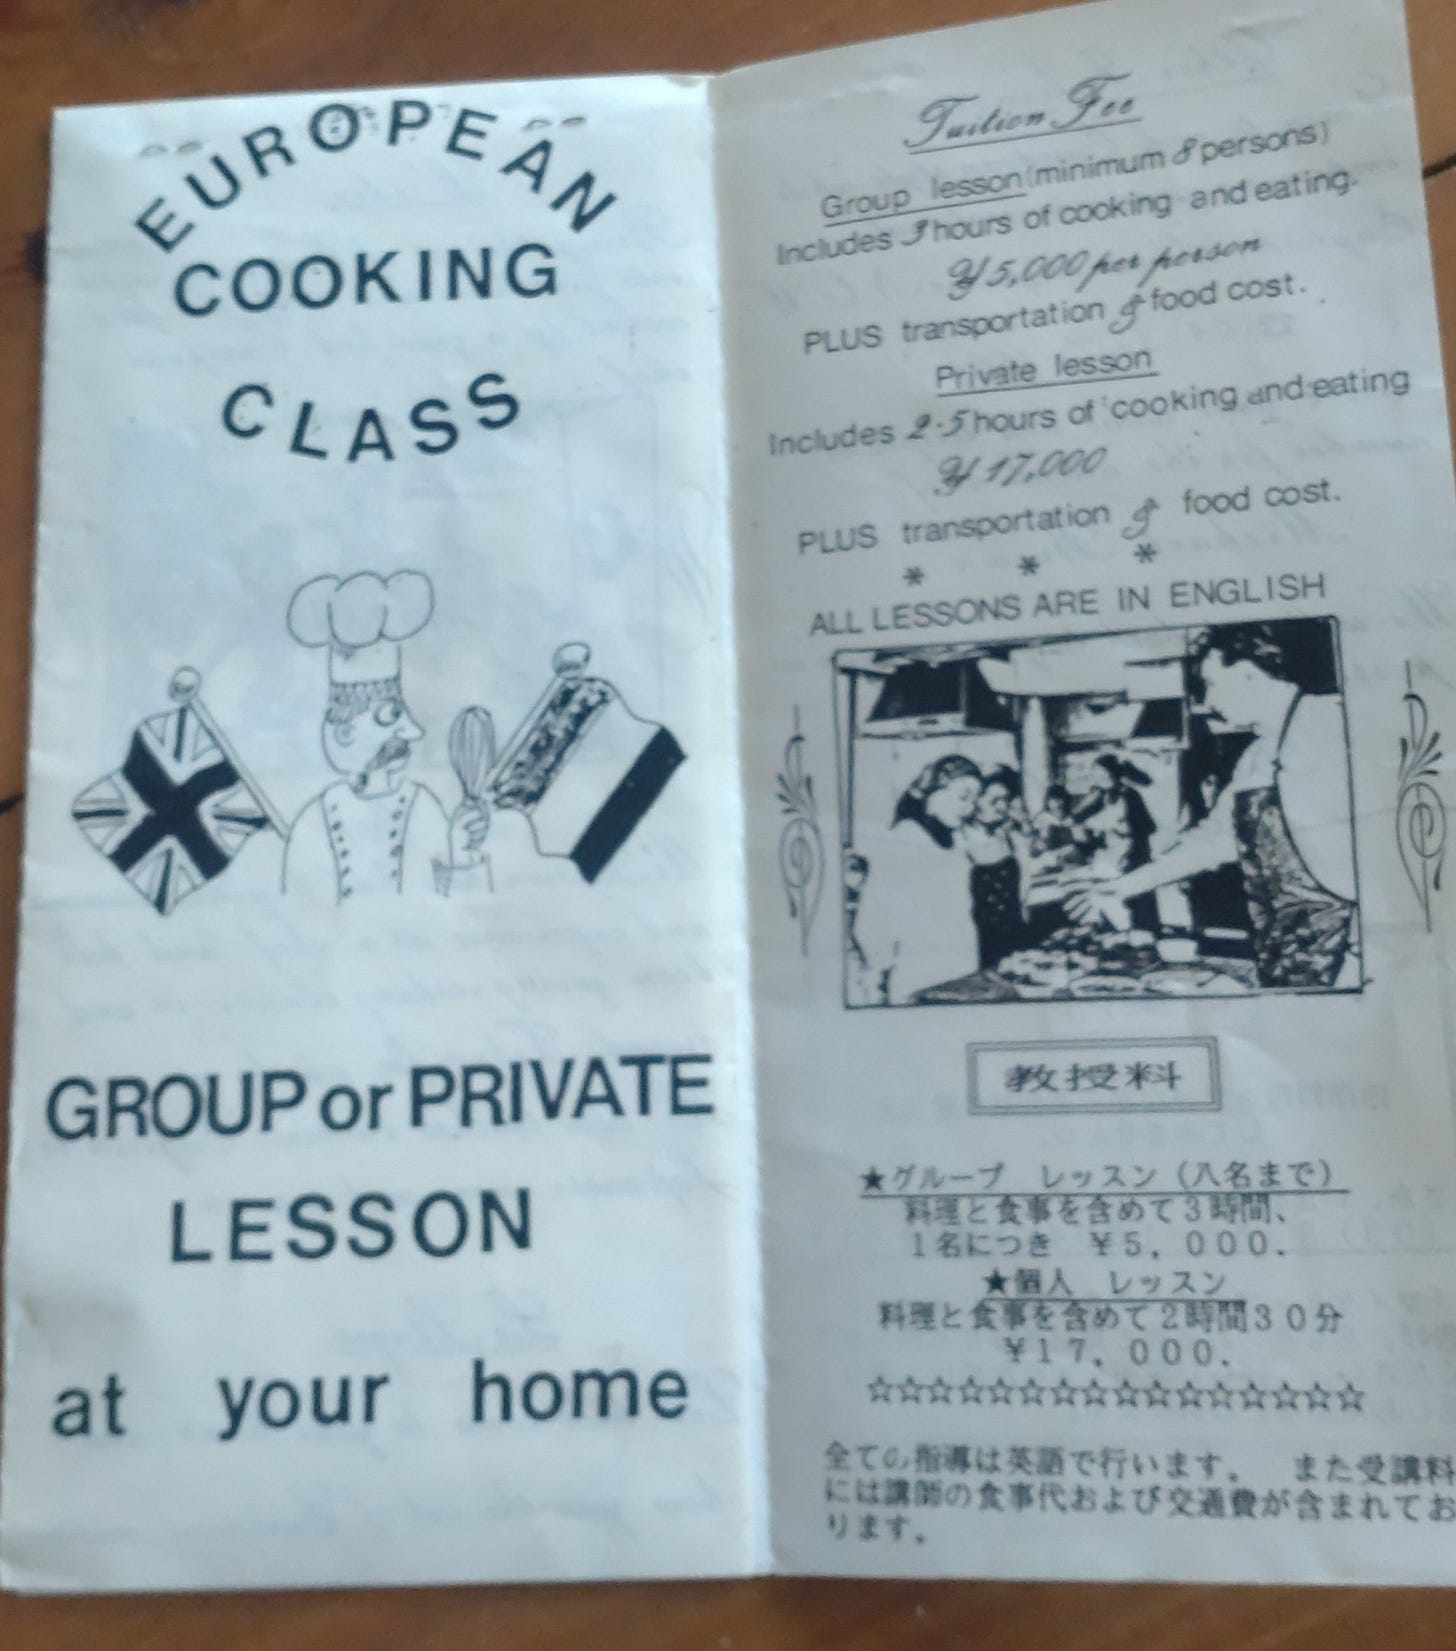 EUROPEAN
COOKING
CLASS
GROUP or PRIVATE
LESSON
at your home
Tuition Fee
Group lesson (minimum 8 persons)
Includes 3 hours of cooking and eating.
¥5,000 per person
PLUS transportation & food cost.
Private lesson
Includes 2.5 hours of cooking and eating
¥17,000
PLUS transportation & food cost.
* * *
ALL LESSONS ARE IN ENGLISH
教授料
★グループ レッスン（八名まで）
料理と食事を含めて3時間、
1名につき ¥5，000．
★個人 レッスン
料理と食事を含めて2時間30分
¥17，000．
☆☆☆☆☆☆☆☆☆☆☆☆☆☆☆☆
全ての指導は英語で行います。 また受講料
には講師の食事代および交通費が含まれてお
ります。